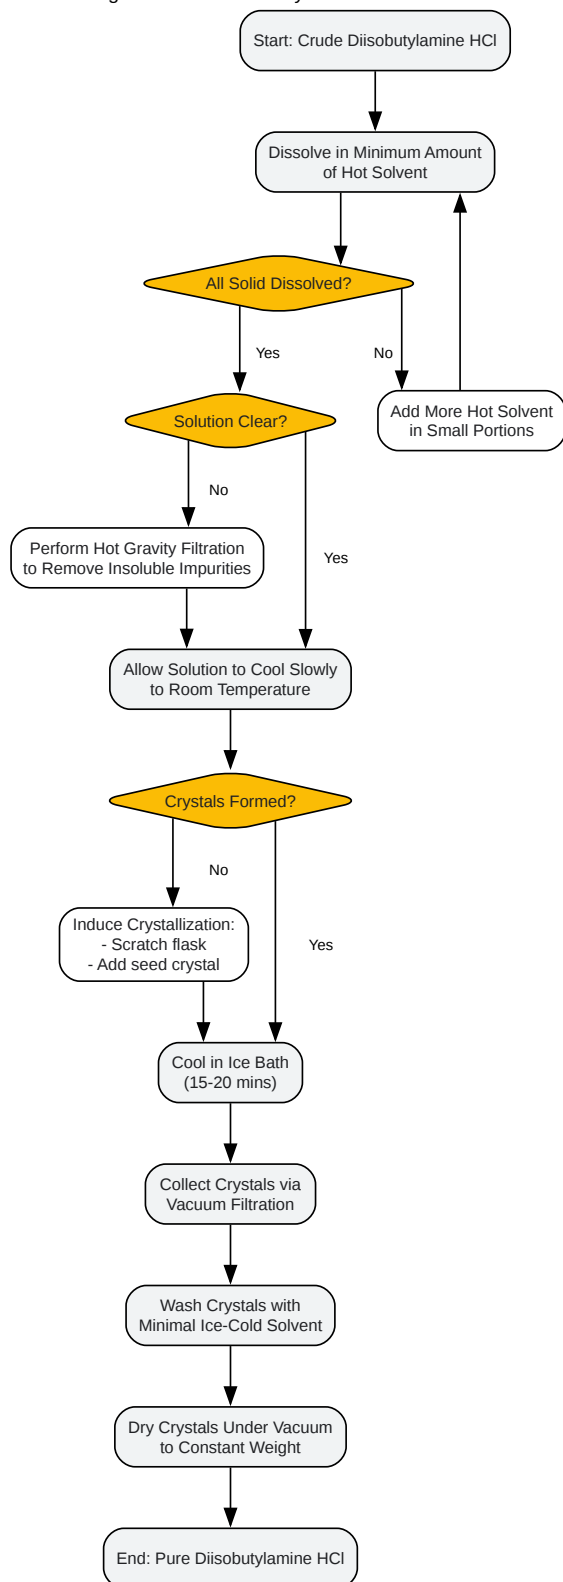 Start: Crude Diisobutylamine HCl
Dissolve in Minimum Amount
of Hot Solvent
All Solid Dissolved?
Yes
No
Add More Hot Solvent
in Small Portions
Solution Clear?
No
Yes
Perform Hot Gravity Filtration
to Remove Insoluble Impurities
Allow Solution to Cool Slowly
to Room Temperature
Crystals Formed?
No
Yes
Induce Crystallization:
- Scratch flask
- Add seed crystal
Cool in Ice Bath
(15-20 mins)
Collect Crystals via
Vacuum Filtration
Wash Crystals with
Minimal Ice-Cold Solvent
Dry Crystals Under Vacuum
to Constant Weight
End: Pure Diisobutylamine HCl